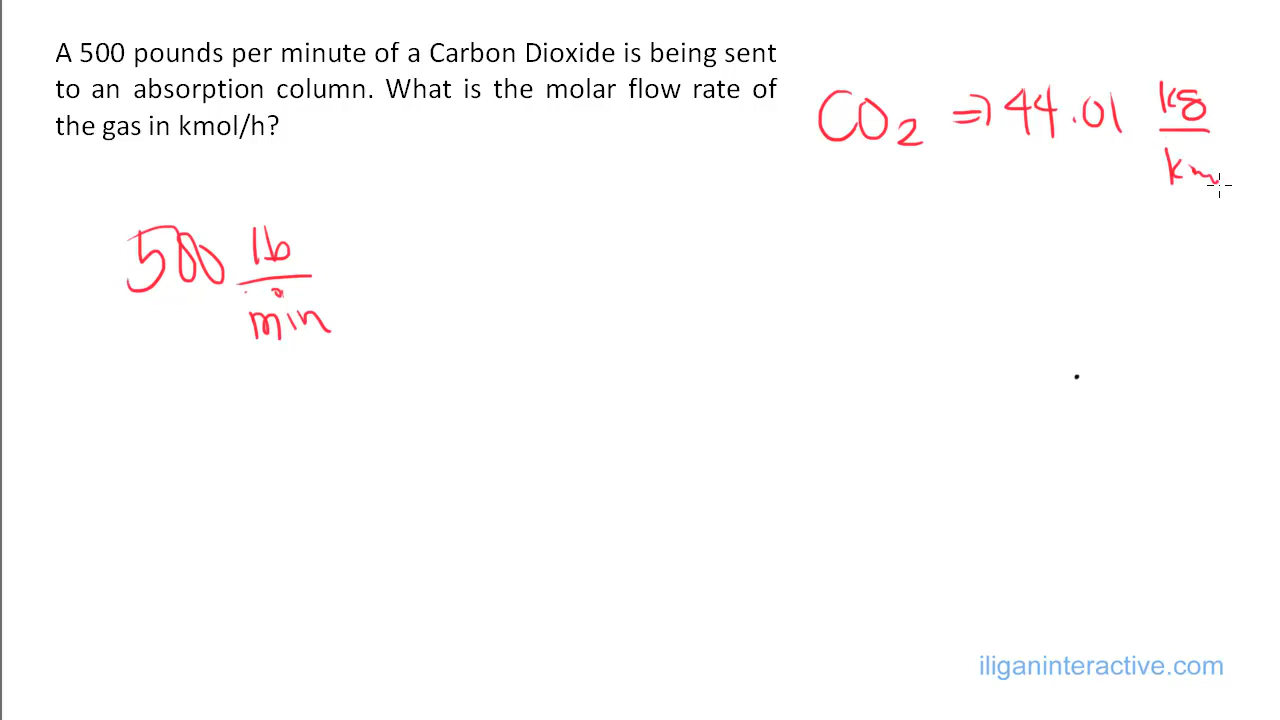 A 500 pounds per minute of a Carbon Dioxide is being sent
to an absorption column. What is the molar flow rate of
the gas in kmol/h?
CO2 ⇒ 44.01 kg
km
500 lb
min
iliganinteractive.com